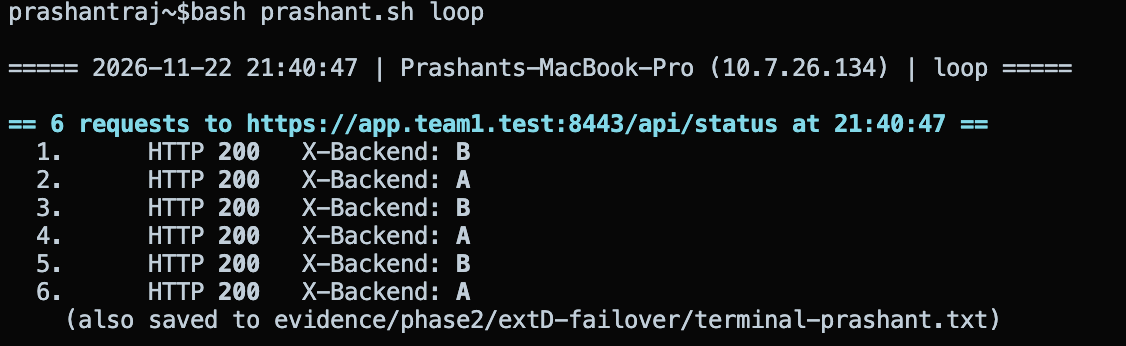 prashantraj~$bash prashant.sh loop
===== 2026-11-22 21:40:47 | Prashants-MacBook-Pro (10.7.26.134) | loop =====
== 6 requests to https://app.team1.test:8443/api/status at 21:40:47 ==
1. HTTP 200 X-Backend: B
2. HTTP 200 X-Backend: A
3. HTTP 200 X-Backend: B
4. HTTP 200 X-Backend: A
5. HTTP 200 X-Backend: B
6. HTTP 200 X-Backend: A
(also saved to evidence/phase2/extD-failover/terminal-prashant.txt)